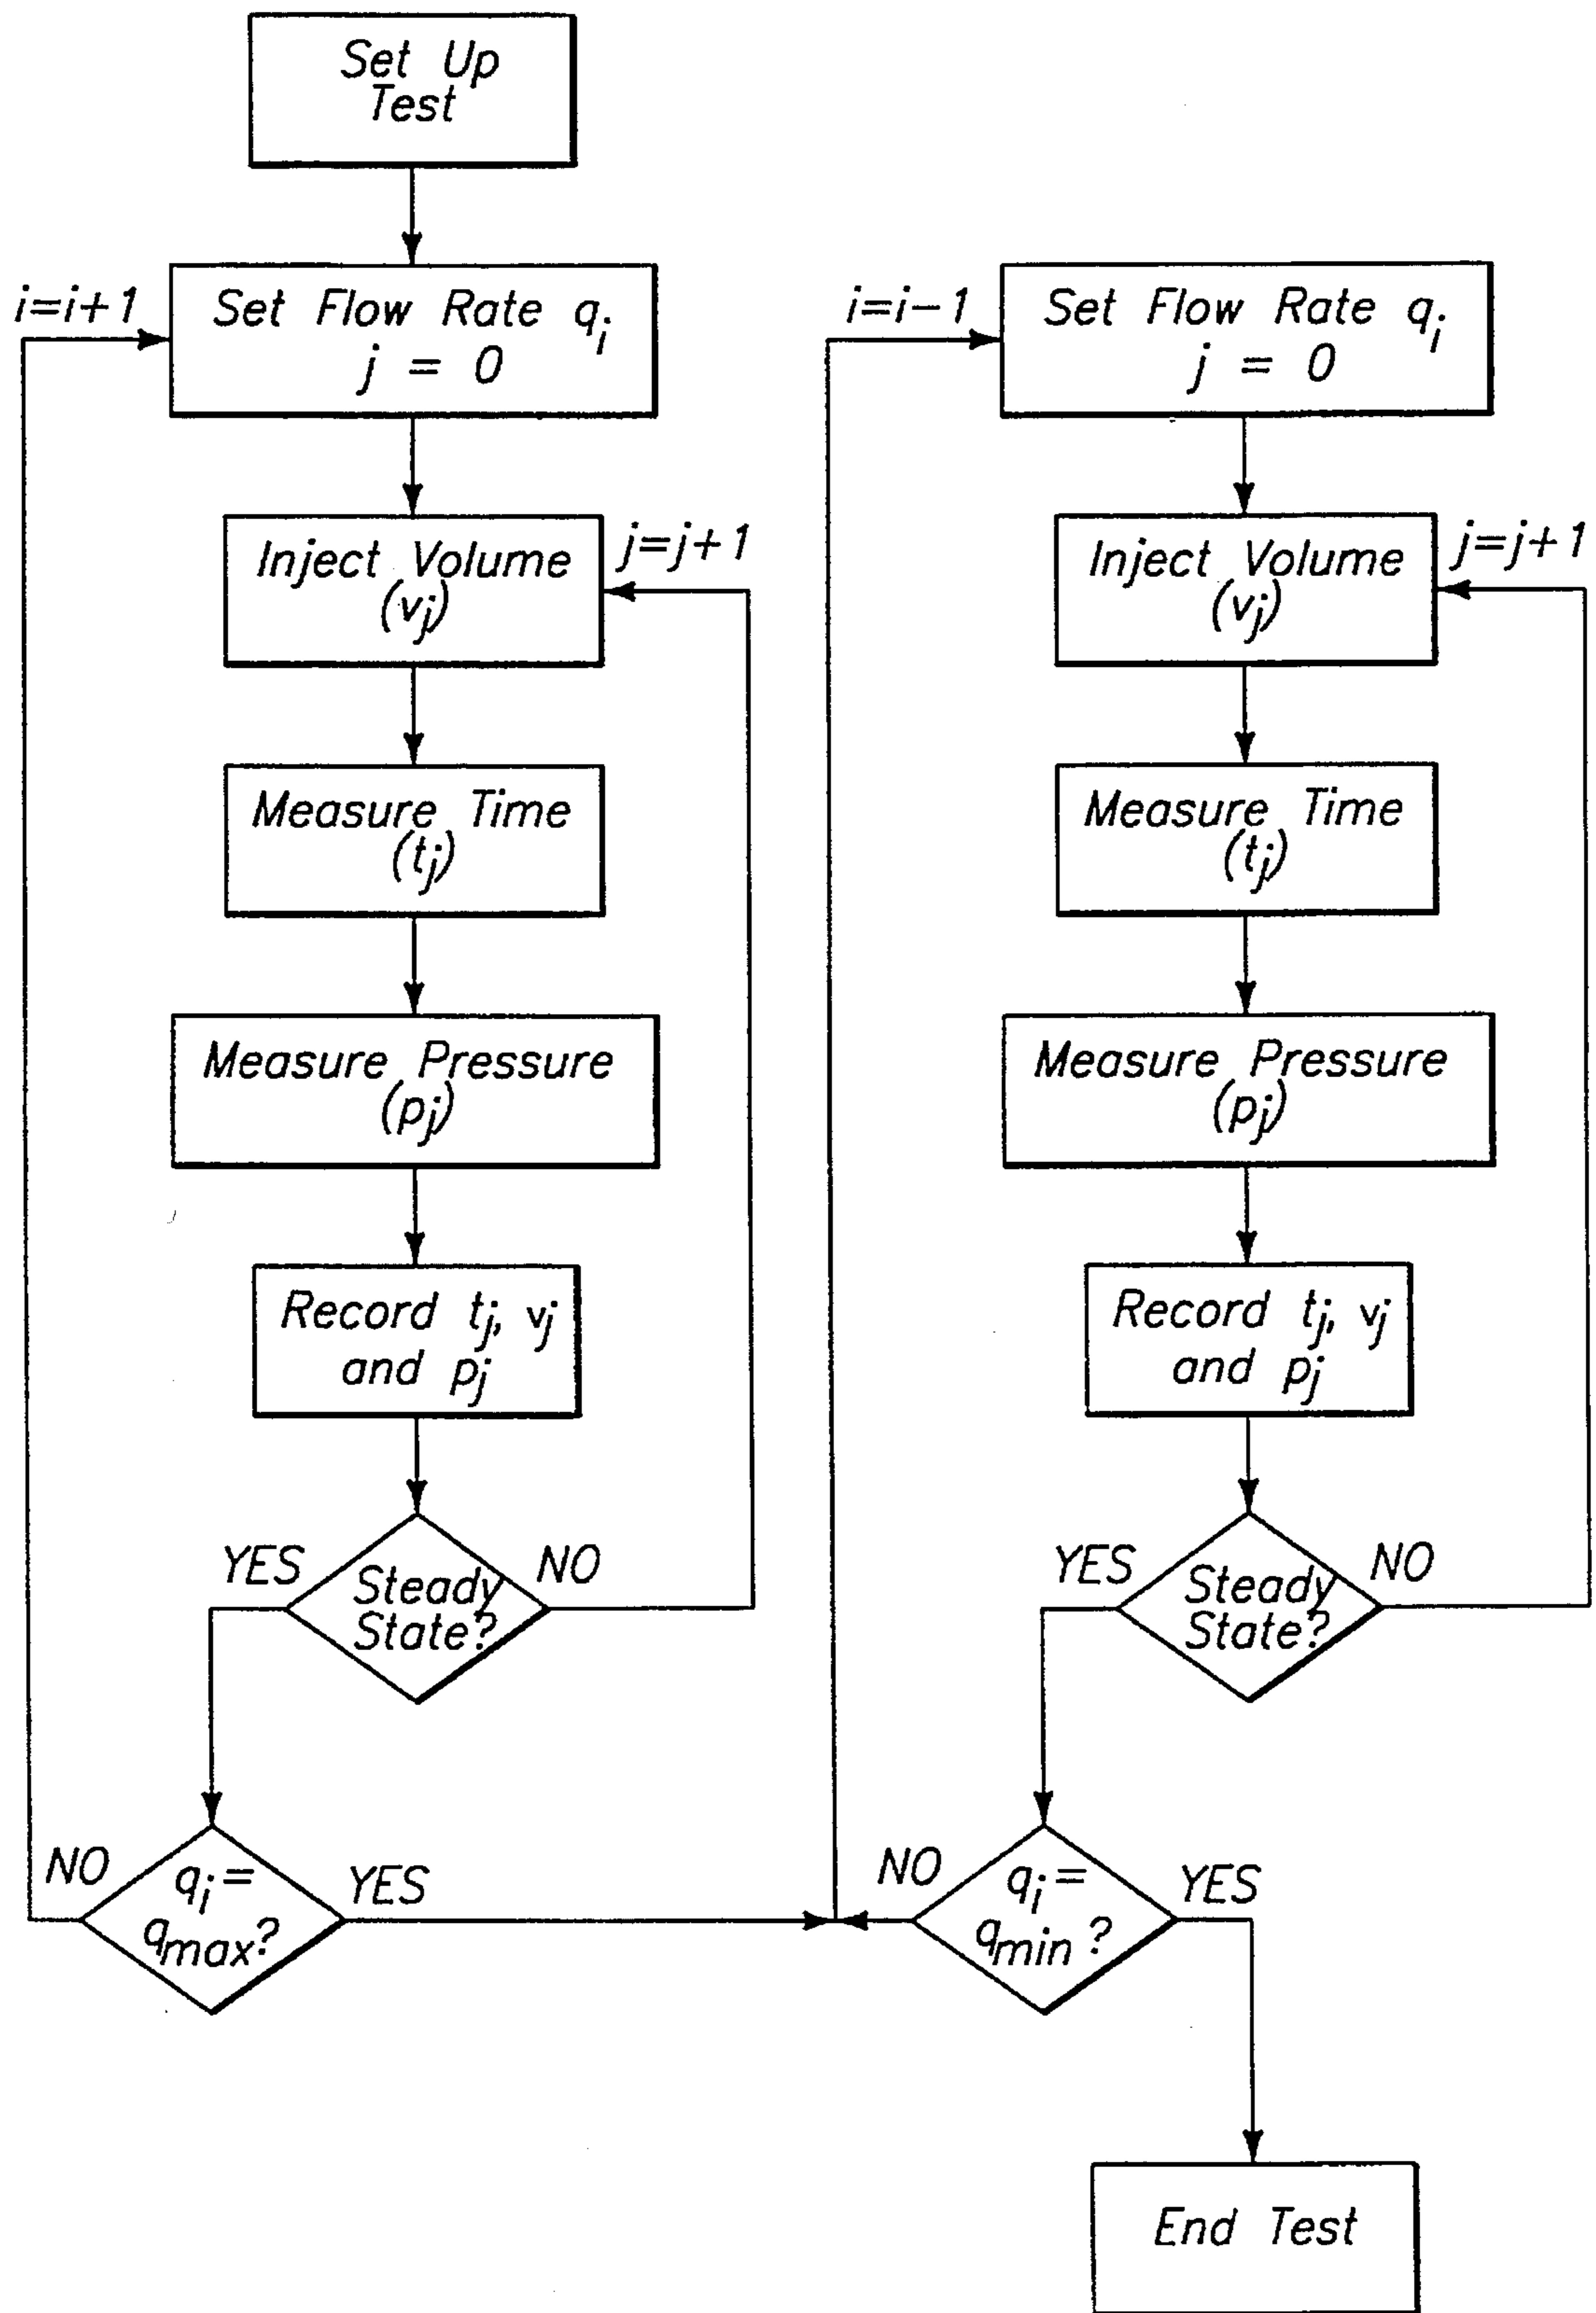 Set Up
Test
i=i+1
Set Flow Rate qi
j = 0
Inject Volume
(vj)
j=j+1
Measure Time
(tj)
Measure Pressure
(pj)
Record tj, vj
and pj
YES
Steady
State?
NO
NO
qi =
qmax?
YES
i=i-1
Set Flow Rate qi
j = 0
Inject Volume
(vj)
j=j+1
Measure Time
(tj)
Measure Pressure
(pj)
Record tj, vj
and pj
YES
Steady
State?
NO
NO
qi =
qmin ?
YES
End Test